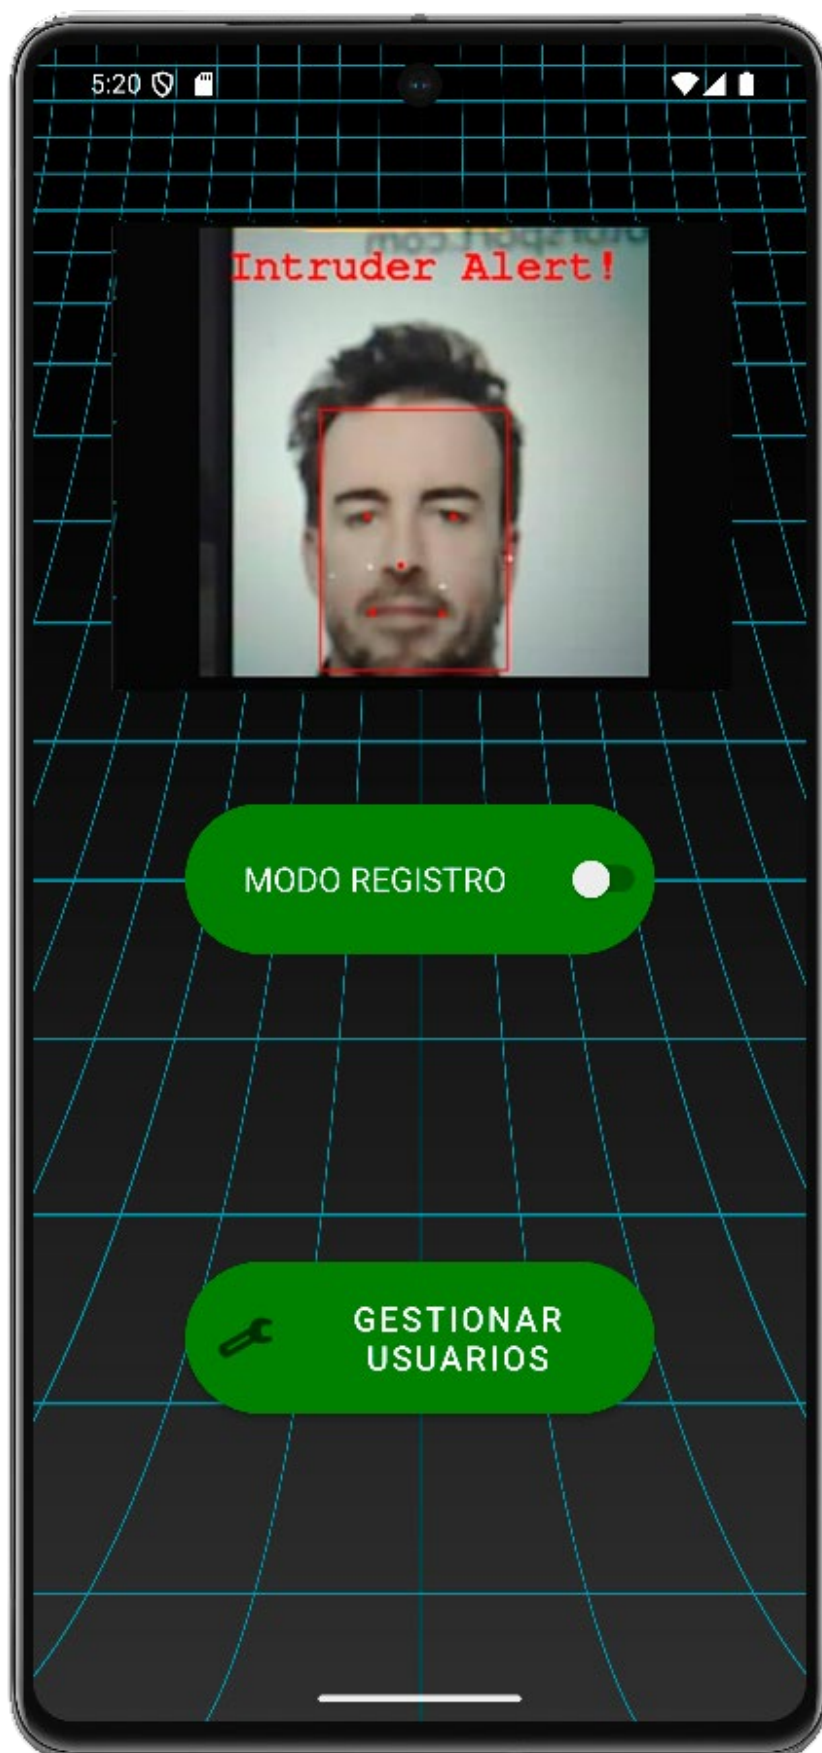 5:20
Intruder Alert!
MODO REGISTRO
GESTIONAR
USUARIOS